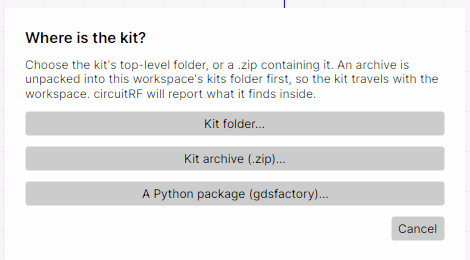 Where is the kit?
Choose the kit's top-level folder, or a .zip containing it. An archive is
unpacked into this workspace's kits folder first, so the kit travels with the
workspace. circuitRF will report what it finds inside.
Kit folder...
Kit archive (.zip)...
A Python package (gdsfactory)...
Cancel